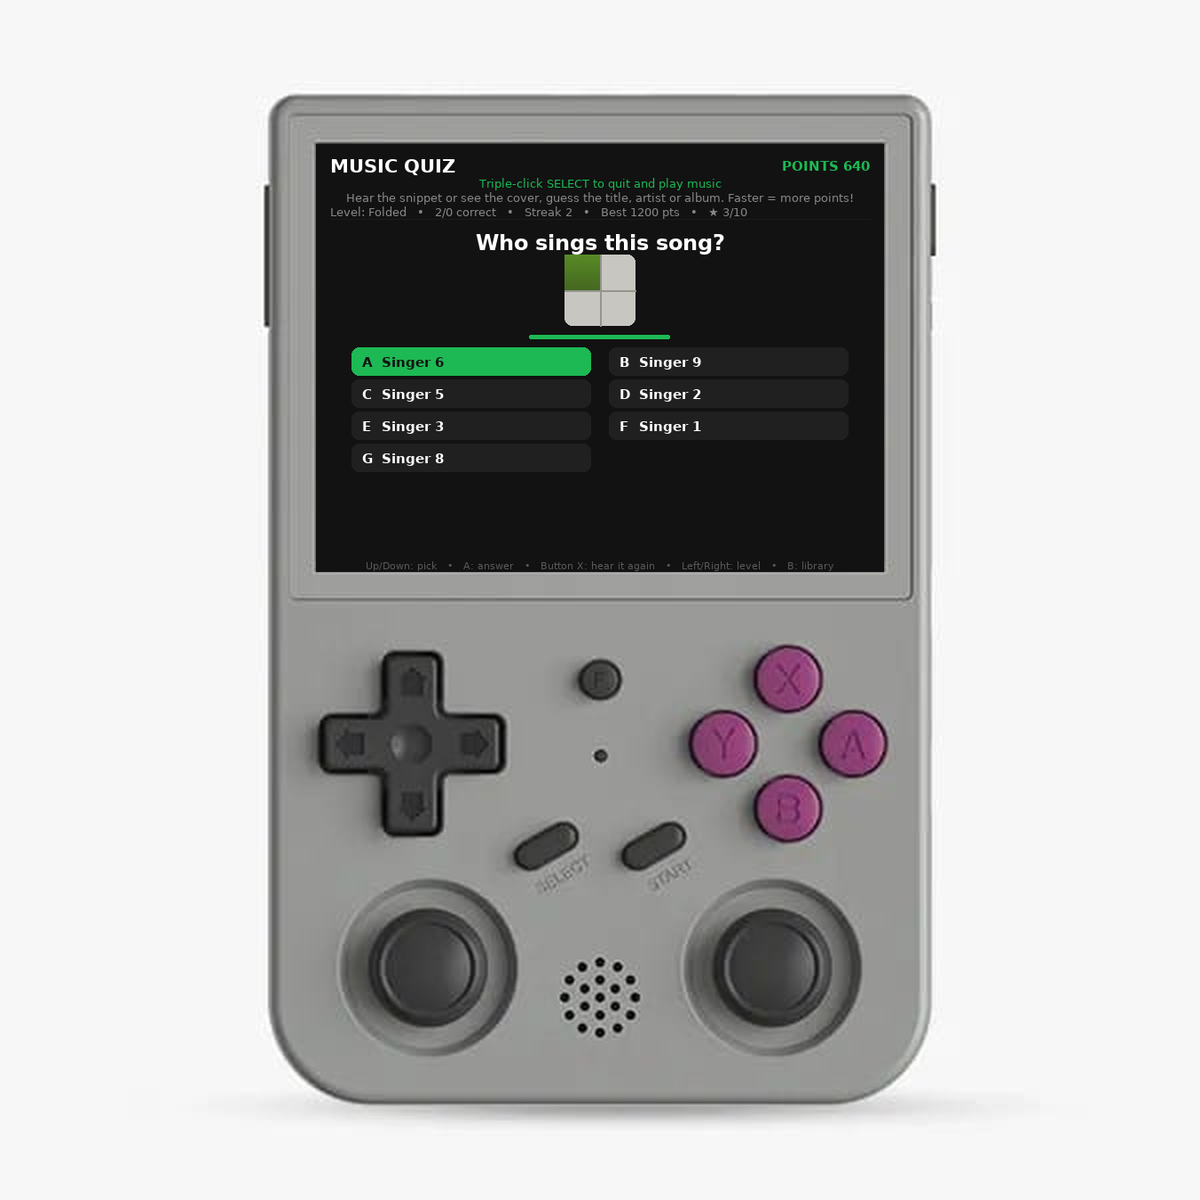 MUSIC QUIZ
POINTS 640
Triple-click SELECT to quit and play music
Hear the snippet or see the cover, guess the title, artist or album. Faster = more points!
Level: Folded • 2/0 correct • Streak 2 • Best 1200 pts • ★ 3/10
Who sings this song?
A Singer 6
B Singer 9
C Singer 5
D Singer 2
E Singer 3
F Singer 1
G Singer 8
Up/Down: pick • A: answer • Button X: hear it again • Left/Right: level • B: library
F
X
Y
A
B
SELECT
START